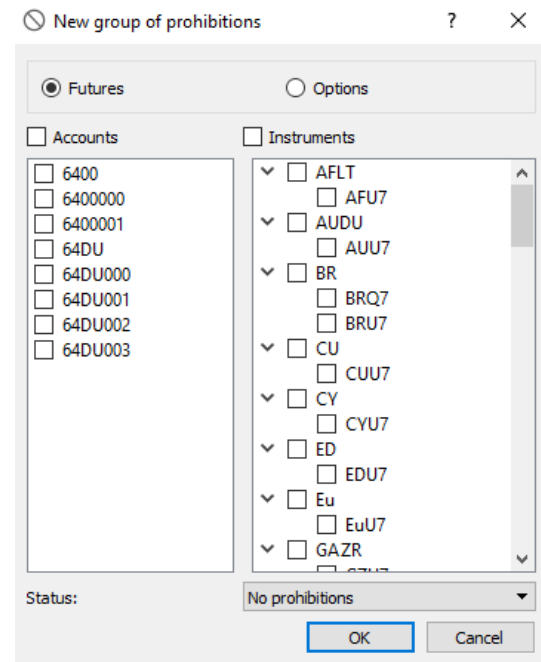 New group of prohibitions ?
Futures
Options
Accounts
Instruments
6400
6400000
6400001
64DU
64DU000
64DU001
64DU002
64DU003
AFLT
AFU7
AUDU
AUU7
BR
BRQ7
BRU7
CU
CUU7
CY
CYU7
ED
EDU7
Eu
EuU7
GAZR
Status:
No prohibitions
OK
Cancel